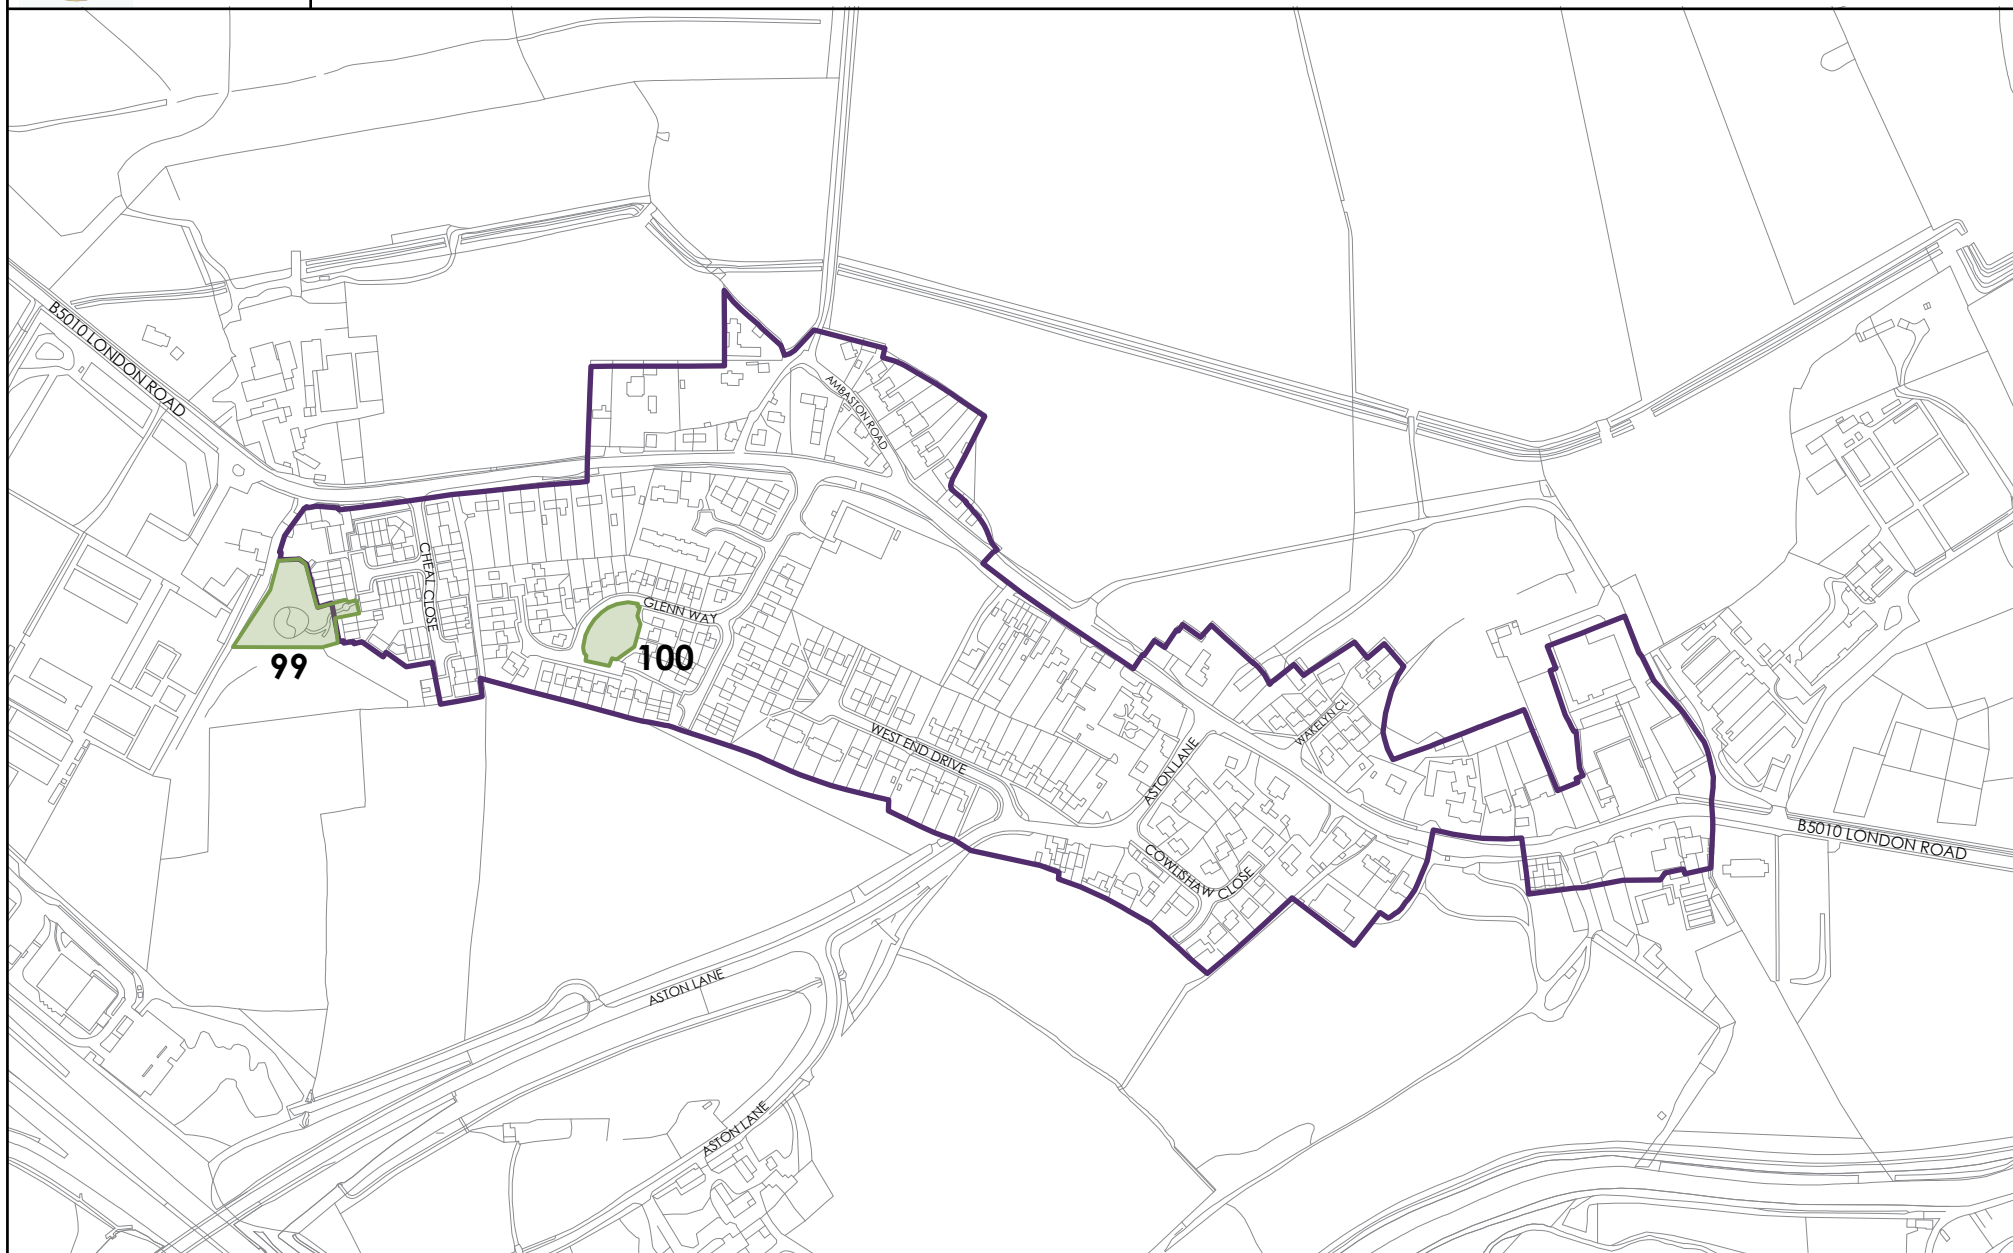 B5010 LONDON ROAD
AMBASTON ROAD
CHEAL CLOSE
GLENN WAY
100
99
WEST END DRIVE
WAKELYN CL
ASTON LANE
COWLISHAW CLOSE
B5010 LONDON ROAD
ASTON LANE
ASTON LANE